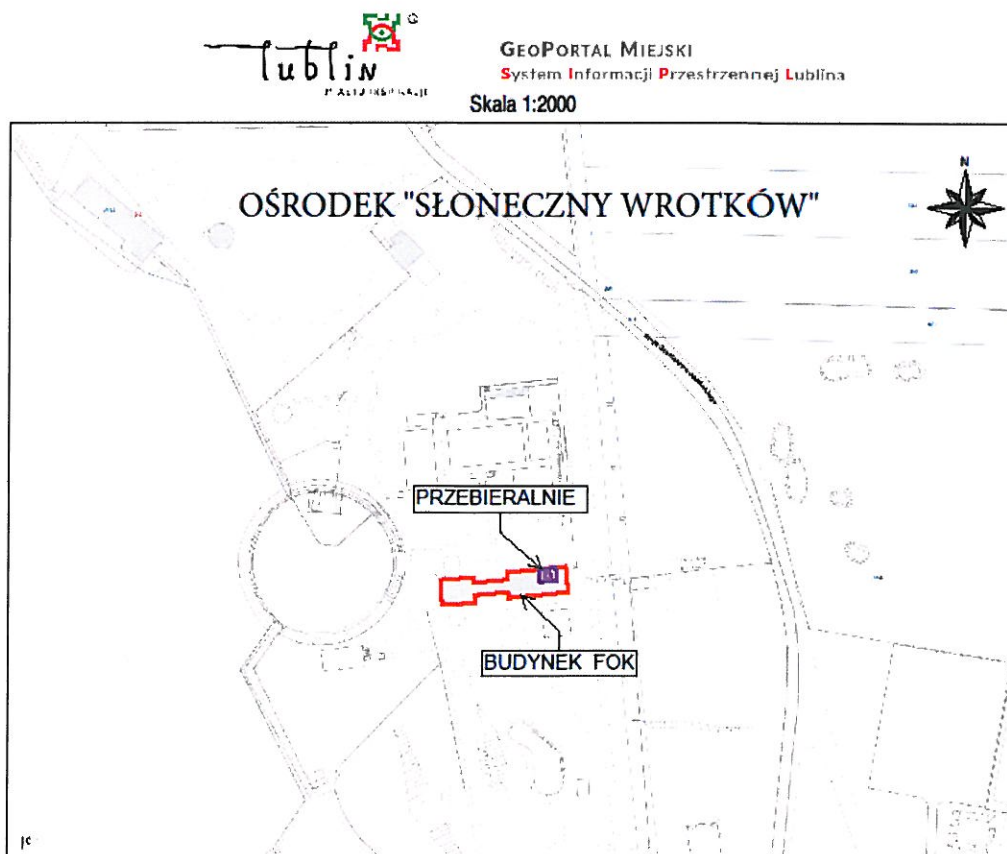 lublin
GEOPORTAL MIEJSKI
System Informacji Przestrzennej Lublina
Skala 1:2000
N
OŚRODEK "SŁONECZNY WROTKÓW"
PRZEBIERALNIE
BUDYNEK FOK